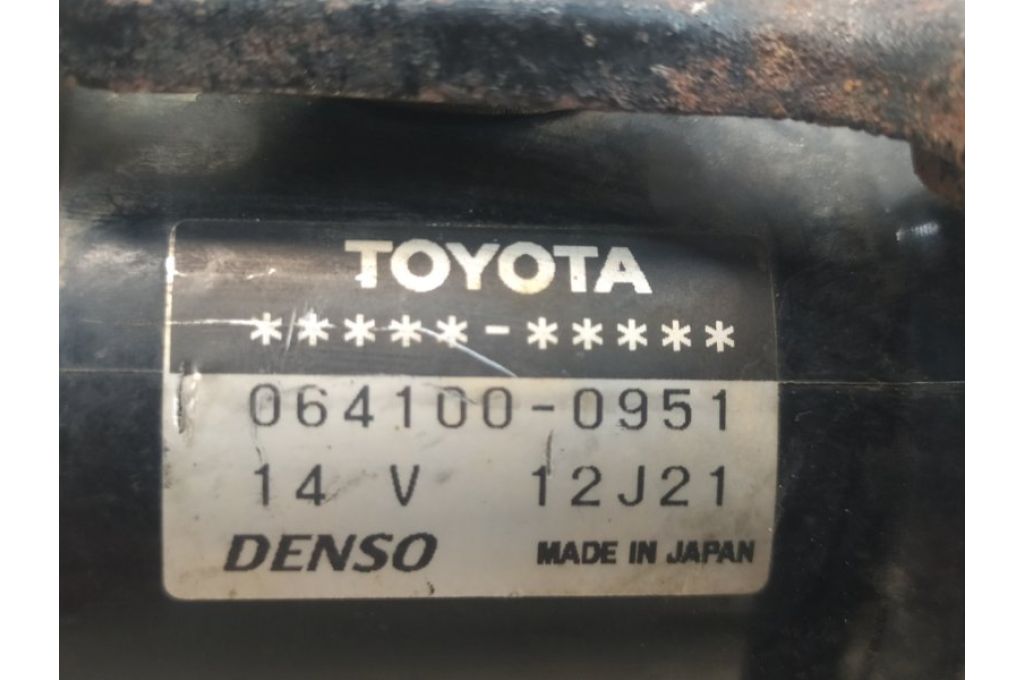 TOYOTA
*****-*****
064100-0951
14 V 12J21
DENSO MADE IN JAPAN